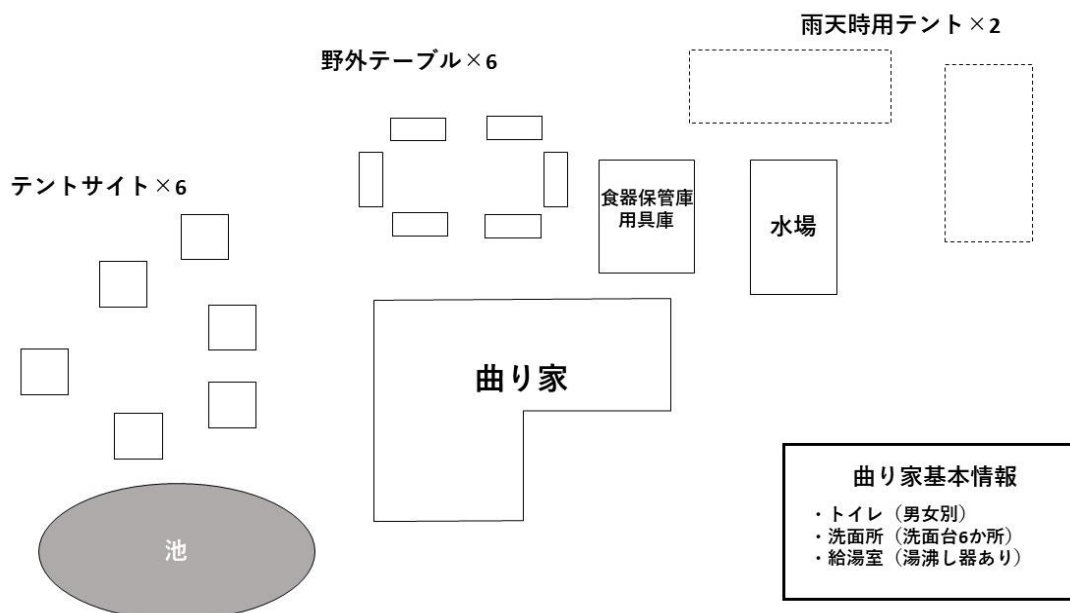 雨天時用テント×2
野外テーブル×6
テントサイト×6
食器保管庫
用具庫
水場
曲り家
池
曲り家基本情報
・トイレ（男女別）
・洗面所（洗面台6か所）
・給湯室（湯沸し器あり）